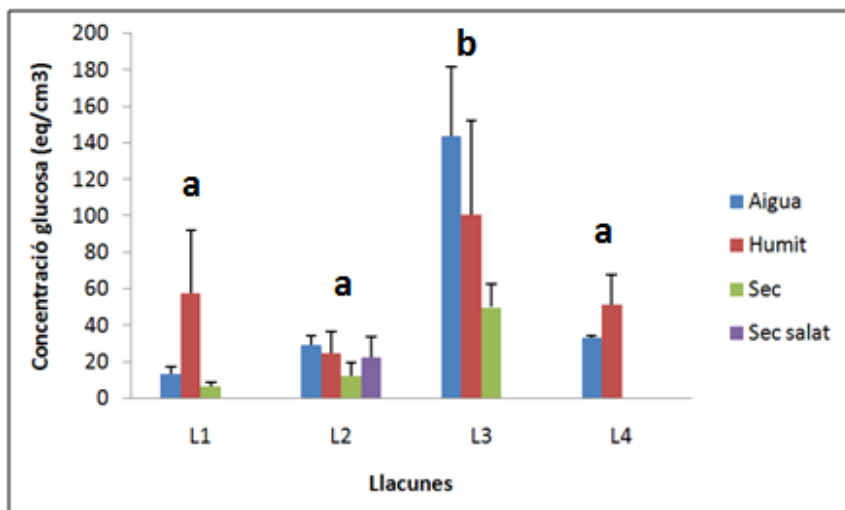 Concentració glucosa (eq/cm3)
200
180
160
140
120
100
80
60
40
20
0
a
a
b
a
L1
L2
L3
L4
Llacunes
Aigua
Humit
Sec
Sec salat